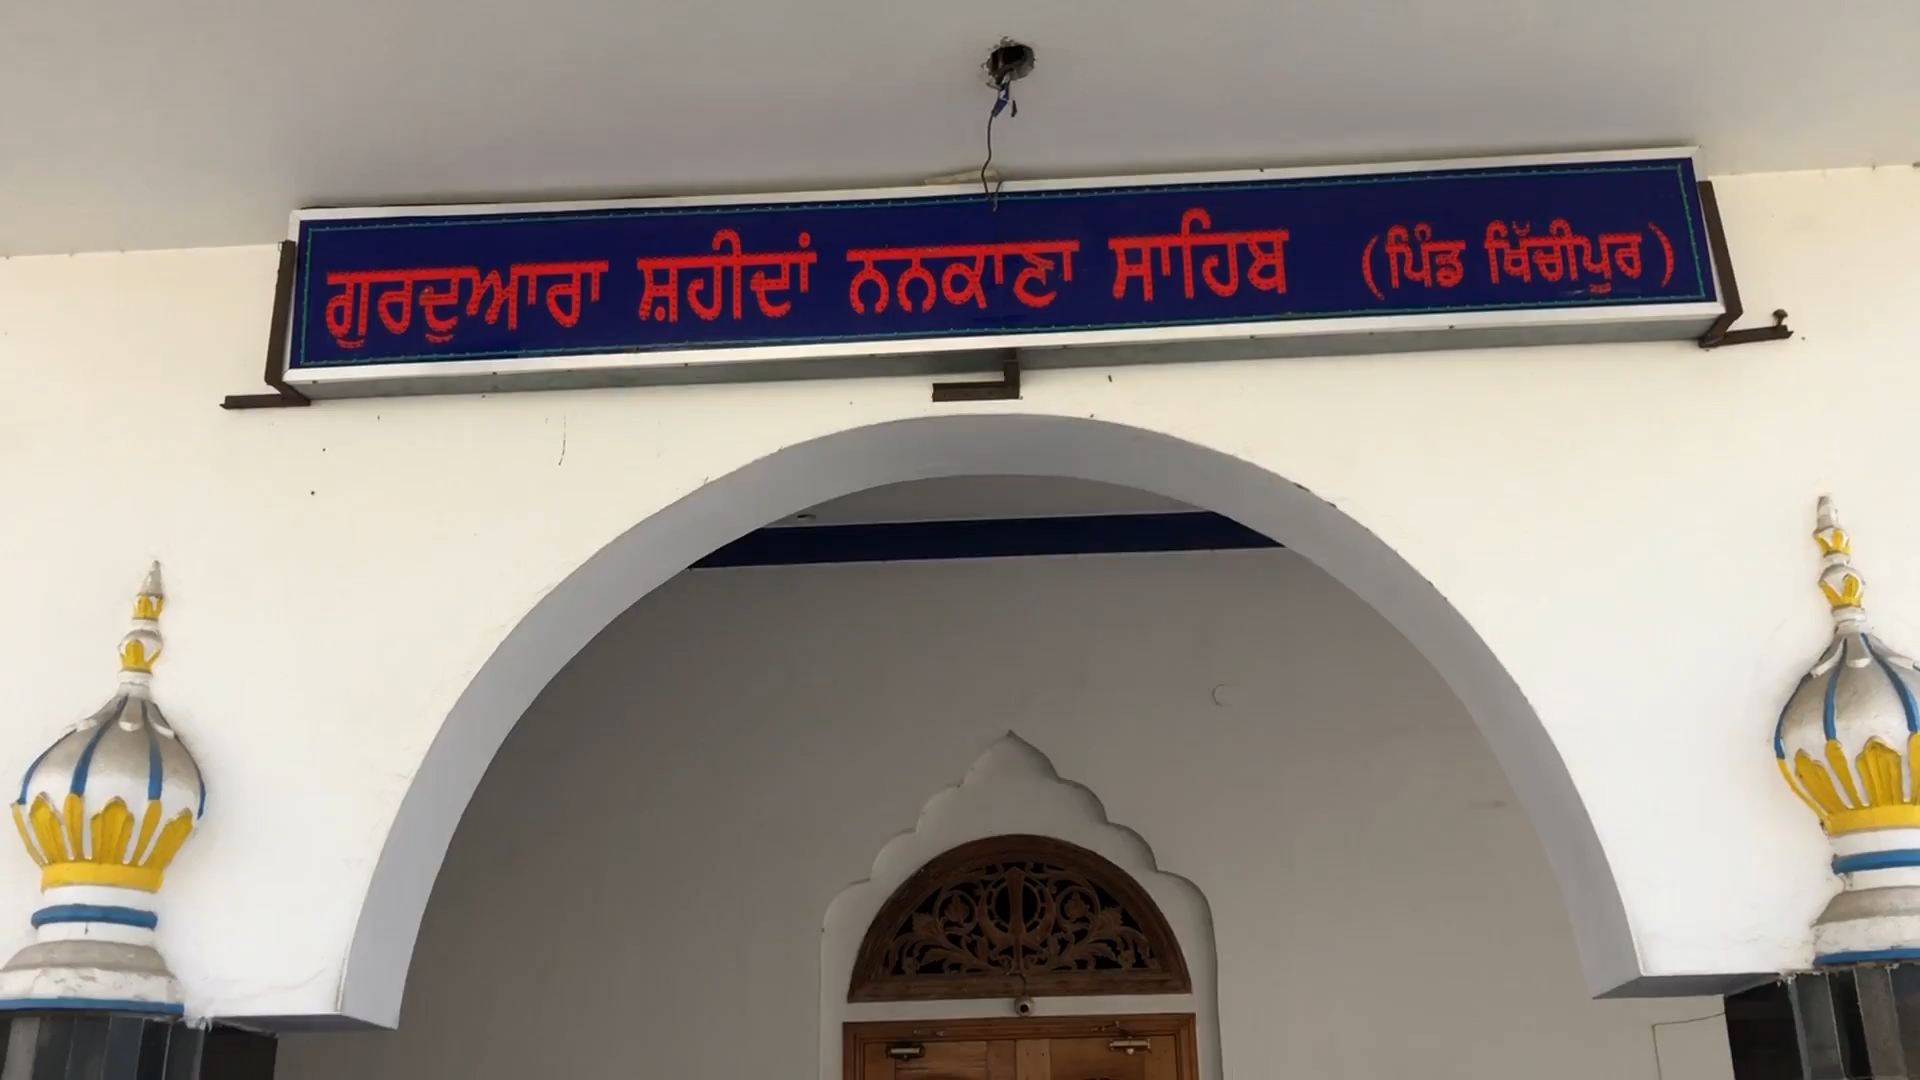 ਗੁਰਦੁਆਰਾ ਸ਼ਹੀਦਾਂ ਨਨਕਾਣਾ ਸਾਹਿਬ (ਪਿੰਡ ਖਿੱਚੀਪੁਰ)